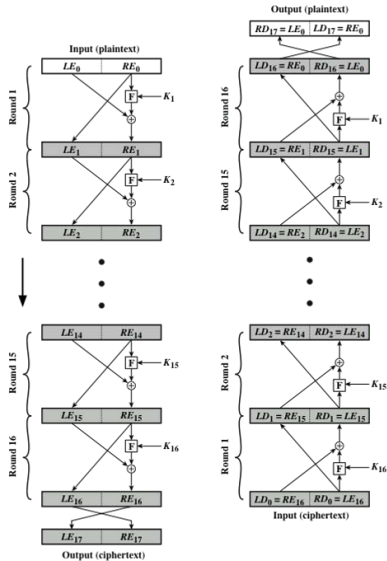 Input (plaintext)
LE0 RE0
Round 1
F K1
LE1 RE1
Round 2
F K2
LE2 RE2
LE14 RE14
Round 15
F K15
LE15 RE15
Round 16
F K16
LE16 RE16
LE17 RE17
Output (ciphertext)
Output (plaintext)
RD17 = LE0 LD17 = RE0
LD16 = RE0 RD16 = LE0
Round 16
F K1
LD15 = RE1 RD15 = LE1
Round 15
F K2
LD14 = RE2 RD14 = LE2
LD2 = RE14 RD2 = LE14
Round 2
F K15
LD1 = RE15 RD1 = LE15
Round 1
F K16
LD0 = RE16 RD0 = LE16
Input (ciphertext)